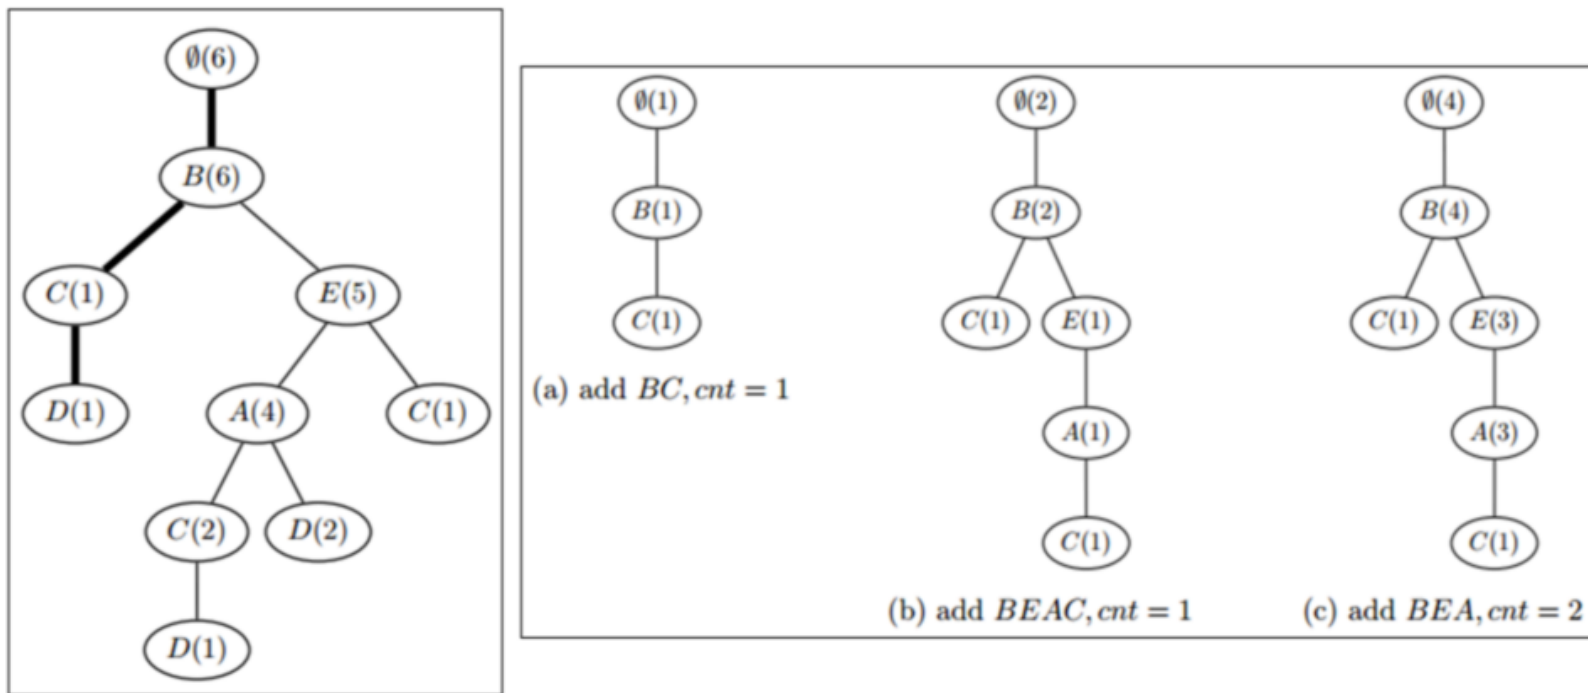 ∅(6)
B(6)
C(1) E(5)
D(1) A(4) C(1)
C(2) D(2)
D(1)
∅(1)
B(1)
C(1)
(a) add BC, cnt = 1
∅(2)
B(2)
C(1) E(1)
A(1)
C(1)
(b) add BEAC, cnt = 1
∅(4)
B(4)
C(1) E(3)
A(3)
C(1)
(c) add BEA, cnt = 2